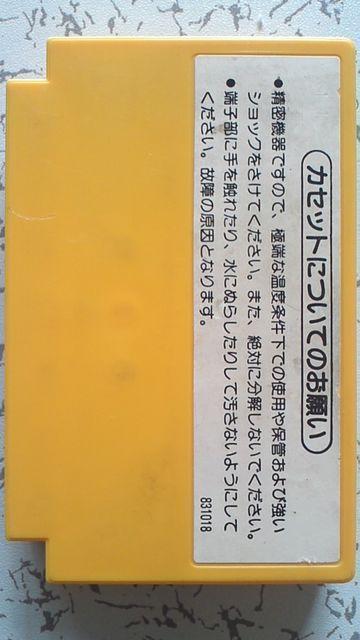 カセットについてのお願い
●精密機器ですので、極端な温度条件下での使用や保管および強い
ショックをさけてください。また、絶対に分解しないでください。
●端子部に手を触れたり、水にぬらしたりして汚さないようにして
ください。故障の原因となります。
831018